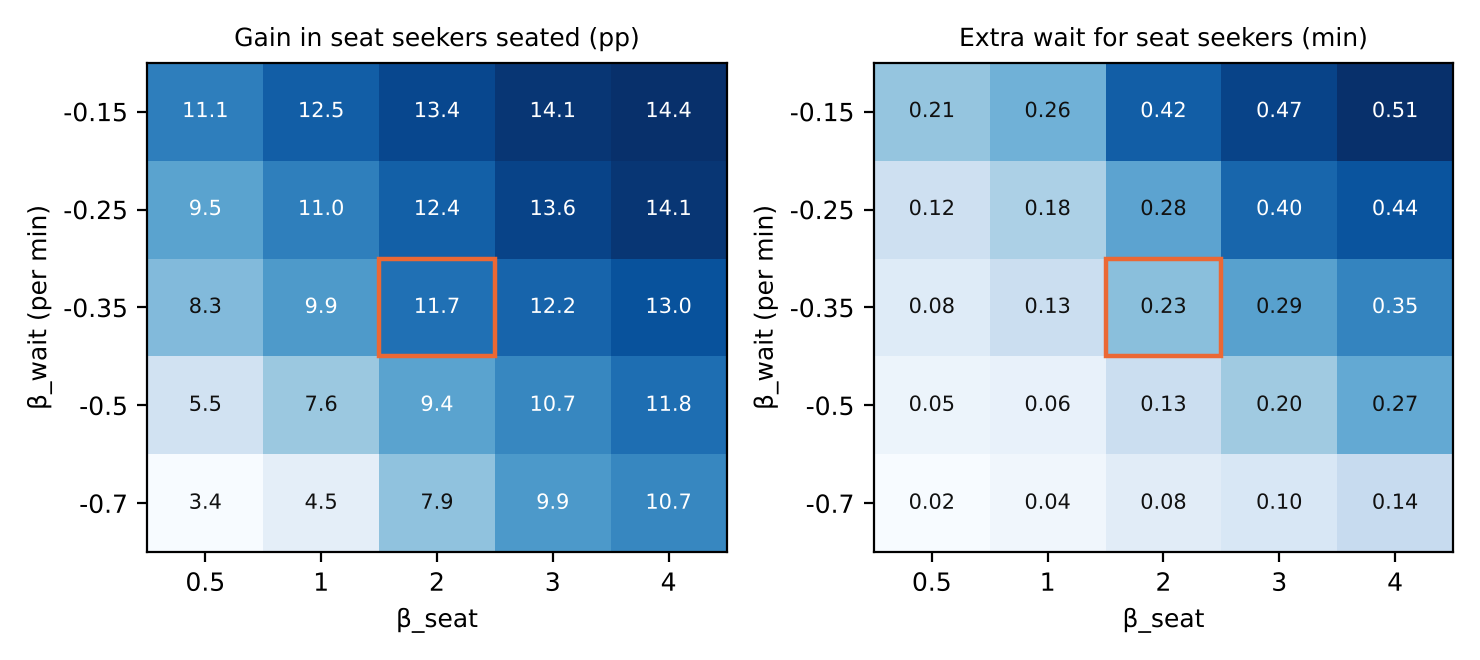 Gain in seat seekers seated (pp)
β_wait (per min)
-0.15 11.1 12.5 13.4 14.1 14.4
-0.25 9.5 11.0 12.4 13.6 14.1
-0.35 8.3 9.9 11.7 12.2 13.0
-0.5 5.5 7.6 9.4 10.7 11.8
-0.7 3.4 4.5 7.9 9.9 10.7
0.5 1 2 3 4
β_seat
Extra wait for seat seekers (min)
β_wait (per min)
-0.15 0.21 0.26 0.42 0.47 0.51
-0.25 0.12 0.18 0.28 0.40 0.44
-0.35 0.08 0.13 0.23 0.29 0.35
-0.5 0.05 0.06 0.13 0.20 0.27
-0.7 0.02 0.04 0.08 0.10 0.14
0.5 1 2 3 4
β_seat